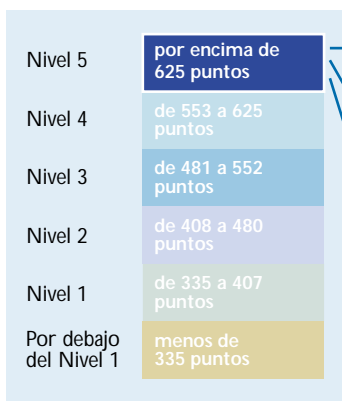 Nivel 5
por encima de
625 puntos
Nivel 4
de 553 a 625
puntos
Nivel 3
de 481 a 552
puntos
Nivel 2
de 408 a 480
puntos
Nivel 1
de 335 a 407
puntos
Por debajo
del Nivel 1
menos de
335 puntos